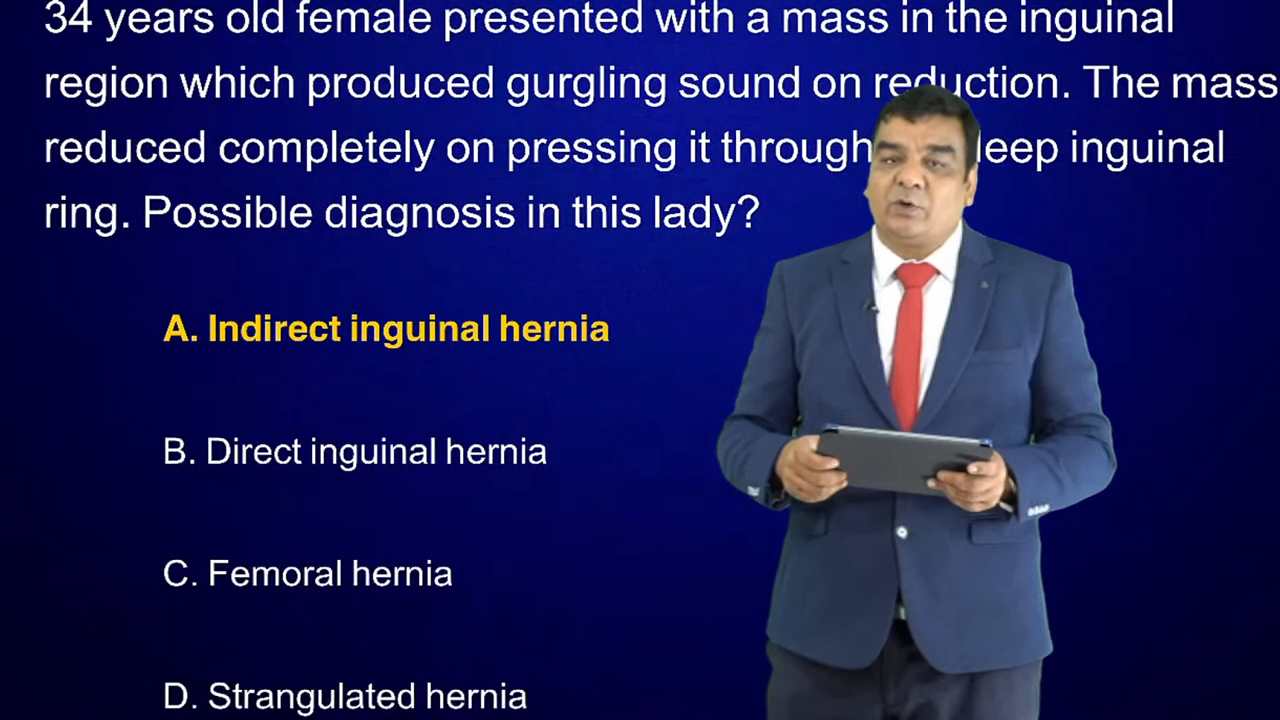 34 years old female presented with a mass in the inguinal
region which produced gurgling sound on reduction. The mass
reduced completely on pressing it through eep inguinal
ring. Possible diagnosis in this lady?
A. Indirect inguinal hernia
B. Direct inguinal hernia
C. Femoral hernia
D. Strangulated hernia